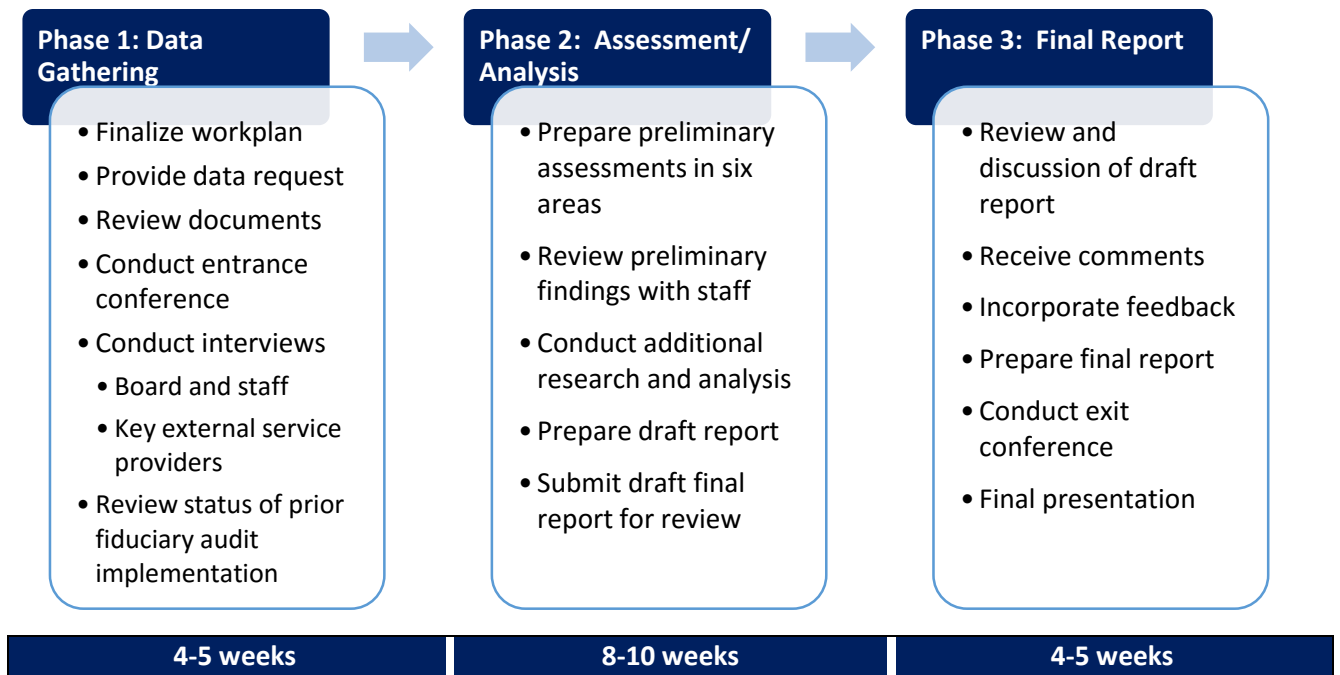 Phase 1: Data
Gathering
• Finalize workplan
• Provide data request
• Review documents
• Conduct entrance
conference
• Conduct interviews
• Board and staff
• Key external service
providers
• Review status of prior
fiduciary audit
implementation
4-5 weeks
Phase 2:  Assessment/
Analysis
• Prepare preliminary
assessments in six
areas
• Review preliminary
findings with staff
• Conduct additional
research and analysis
• Prepare draft report
• Submit draft final
report for review
8-10 weeks
Phase 3:  Final Report
• Review and
discussion of draft
report
• Receive comments
• Incorporate feedback
• Prepare final report
• Conduct exit
conference
• Final presentation
4-5 weeks